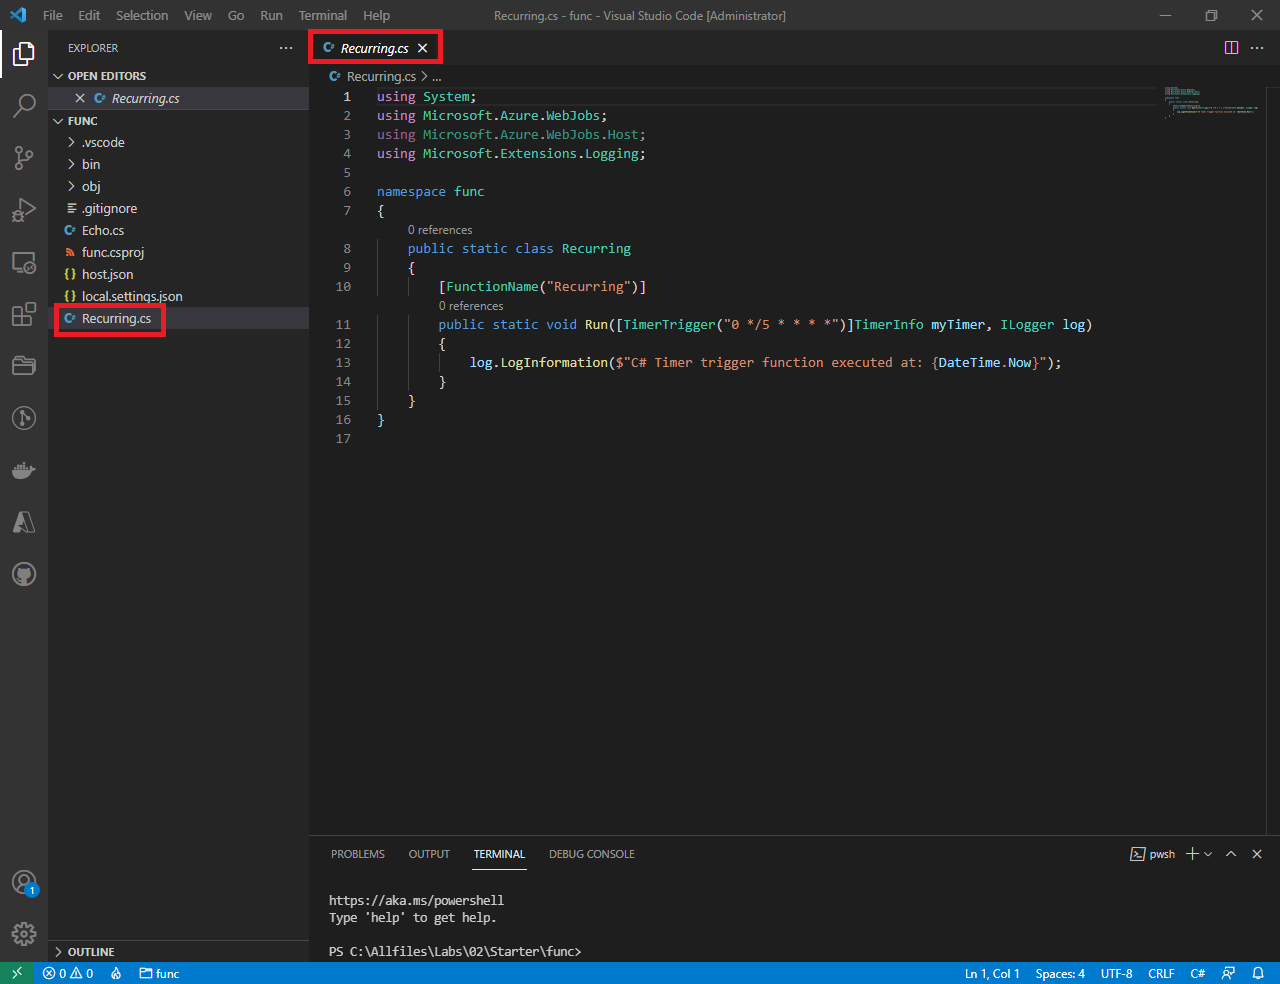 File Edit Selection View Go Run Terminal Help
Recurring.cs - func - Visual Studio Code [Administrator]
EXPLORER
OPEN EDITORS
Recurring.cs
FUNC
.vscode
bin
obj
.gitignore
Echo.cs
func.csproj
host.json
local.settings.json
Recurring.cs
OUTLINE
Recurring.cs
Recurring.cs > ...
1 using System;
2 using Microsoft.Azure.WebJobs;
3 using Microsoft.Azure.WebJobs.Host;
4 using Microsoft.Extensions.Logging;
5
6 namespace func
7 {
0 references
8 public static class Recurring
9 {
10 [FunctionName("Recurring")]
0 references
11 public static void Run([TimerTrigger("0 */5 * * * *")]TimerInfo myTimer, ILogger log)
12 {
13 log.LogInformation($"C# Timer trigger function executed at: {DateTime.Now}");
14 }
15 }
16 }
17
PROBLEMS OUTPUT TERMINAL DEBUG CONSOLE
pwsh
https://aka.ms/powershell
Type 'help' to get help.
PS C:\Allfiles\Labs\02\Starter\func>
1
0 0 func
Ln 1, Col 1 Spaces: 4 UTF-8 CRLF C#